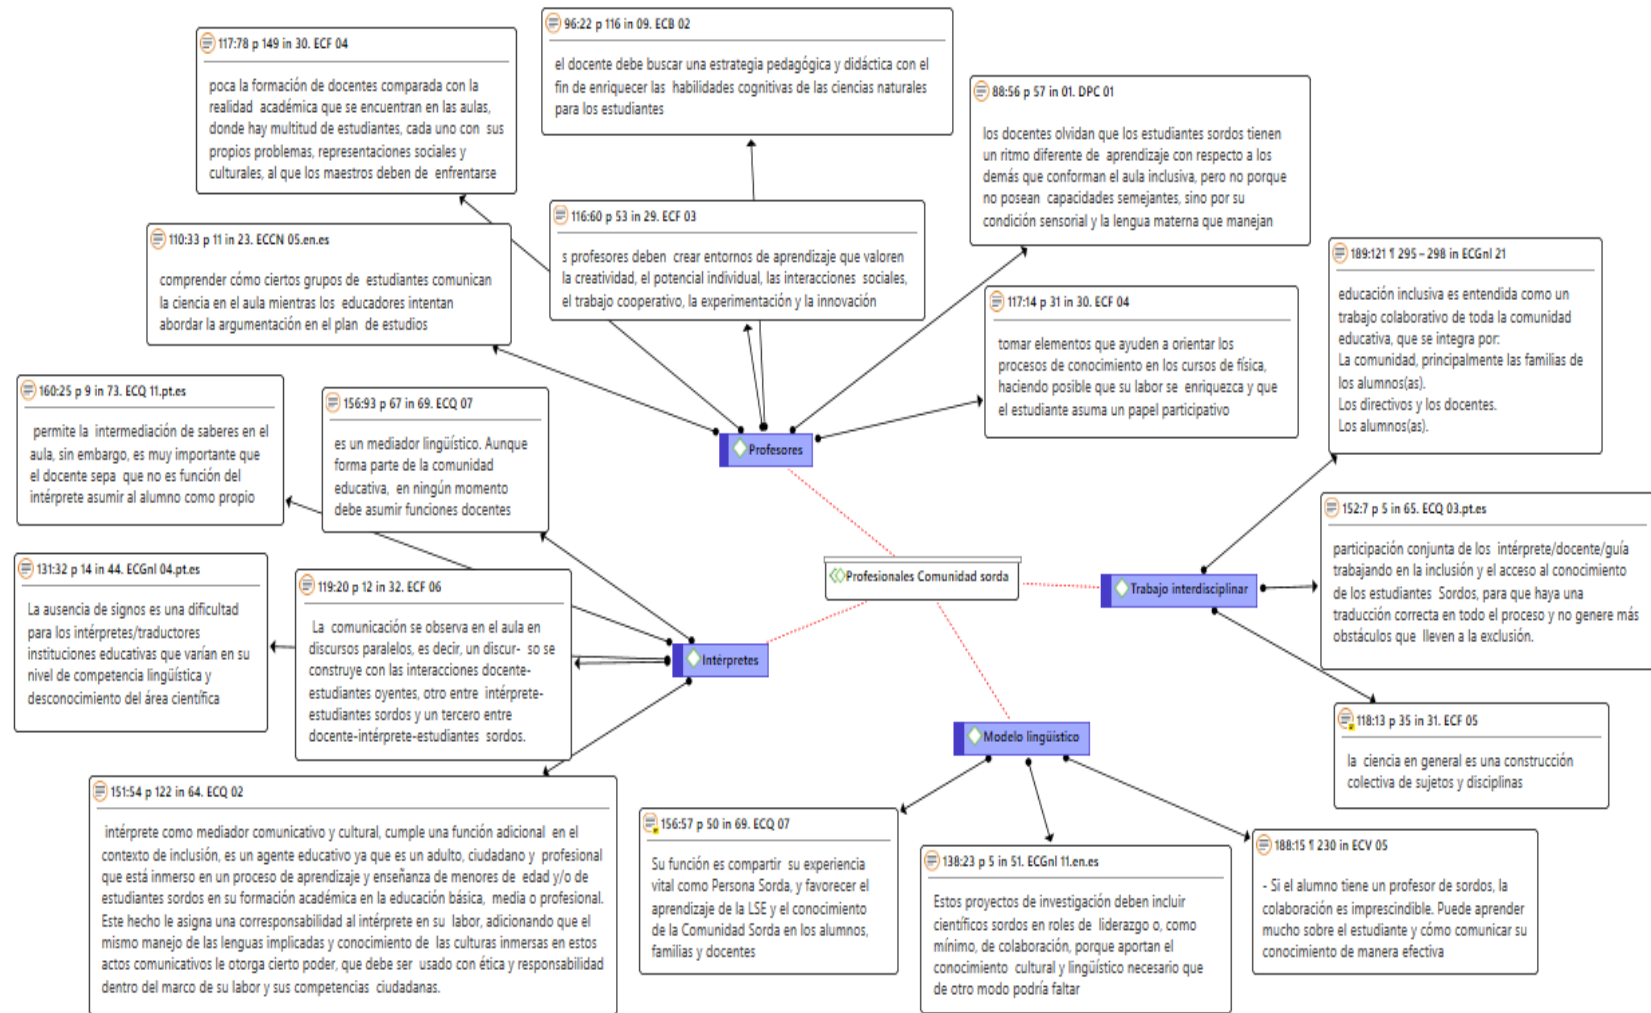 117:78 p 149 in 30. ECF 04
poca la formación de docentes comparada con la
realidad académica que se encuentran en las aulas,
donde hay multitud de estudiantes, cada uno con sus
propios problemas, representaciones sociales y
culturales, al que los maestros deben de enfrentarse
96:22 p 116 in 09. ECB 02
el docente debe buscar una estrategia pedagógica y didáctica con el
fin de enriquecer las habilidades cognitivas de las ciencias naturales
para los estudiantes
88:56 p 57 in 01. DPC 01
los docentes olvidan que los estudiantes sordos tienen
un ritmo diferente de aprendizaje con respecto a los
demás que conforman el aula inclusiva, pero no porque
no posean capacidades semejantes, sino por su
condición sensorial y la lengua materna que manejan
110:33 p 11 in 23. ECCN 05.en.es
comprender cómo ciertos grupos de estudiantes comunican
la ciencia en el aula mientras los educadores intentan
abordar la argumentación en el plan de estudios
116:60 p 53 in 29. ECF 03
s profesores deben crear entornos de aprendizaje que valoren
la creatividad, el potencial individual, las interacciones sociales,
el trabajo cooperativo, la experimentación y la innovación
117:14 p 31 in 30. ECF 04
tomar elementos que ayuden a orientar los
procesos de conocimiento en los cursos de física,
haciendo posible que su labor se enriquezca y que
el estudiante asuma un papel participativo
189:121 ¶ 295 – 298 in ECGnl 21
educación inclusiva es entendida como un
trabajo colaborativo de toda la comunidad
educativa, que se integra por:
La comunidad, principalmente las familias de
los alumnos(as).
Los directivos y los docentes.
Los alumnos(as).
160:25 p 9 in 73. ECQ 11.pt.es
permite la intermediación de saberes en el
aula, sin embargo, es muy importante que
el docente sepa que no es función del
intérprete asumir al alumno como propio
156:93 p 67 in 69. ECQ 07
es un mediador lingüístico. Aunque
forma parte de la comunidad
educativa, en ningún momento
debe asumir funciones docentes
Profesores
152:7 p 5 in 65. ECQ 03.pt.es
participación conjunta de los intérprete/docente/guía
trabajando en la inclusión y el acceso al conocimiento
de los estudiantes Sordos, para que haya una
traducción correcta en todo el proceso y no genere más
obstáculos que lleven a la exclusión.
131:32 p 14 in 44. ECGnl 04.pt.es
La ausencia de signos es una dificultad
para los intérpretes/traductores
instituciones educativas que varían en su
nivel de competencia lingüística y
desconocimiento del área científica
119:20 p 12 in 32. ECF 06
La comunicación se observa en el aula en
discursos paralelos, es decir, un discur- so se
construye con las interacciones docente-
estudiantes oyentes, otro entre intérprete-
estudiantes sordos y un tercero entre
docente-intérprete-estudiantes sordos.
Profesionales Comunidad sorda
Trabajo interdisciplinar
Intérpretes
Modelo lingüístico
118:13 p 35 in 31. ECF 05
la ciencia en general es una construcción
colectiva de sujetos y disciplinas
151:54 p 122 in 64. ECQ 02
intérprete como mediador comunicativo y cultural, cumple una función adicional en el
contexto de inclusión, es un agente educativo ya que es un adulto, ciudadano y profesional
que está inmerso en un proceso de aprendizaje y enseñanza de menores de edad y/o de
estudiantes sordos en su formación académica en la educación básica, media o profesional.
Este hecho le asigna una corresponsabilidad al intérprete en su labor, adicionando que el
mismo manejo de las lenguas implicadas y conocimiento de las culturas inmersas en estos
actos comunicativos le otorga cierto poder, que debe ser usado con ética y responsabilidad
dentro del marco de su labor y sus competencias ciudadanas.
156:57 p 50 in 69. ECQ 07
Su función es compartir su experiencia
vital como Persona Sorda, y favorecer el
aprendizaje de la LSE y el conocimiento
de la Comunidad Sorda en los alumnos,
familias y docentes
138:23 p 5 in 51. ECGnl 11.en.es
Estos proyectos de investigación deben incluir
científicos sordos en roles de liderazgo o, como
mínimo, de colaboración, porque aportan el
conocimiento cultural y lingüístico necesario que
de otro modo podría faltar
188:15 ¶ 230 in ECV 05
- Si el alumno tiene un profesor de sordos, la
colaboración es imprescindible. Puede aprender
mucho sobre el estudiante y cómo comunicar su
conocimiento de manera efectiva